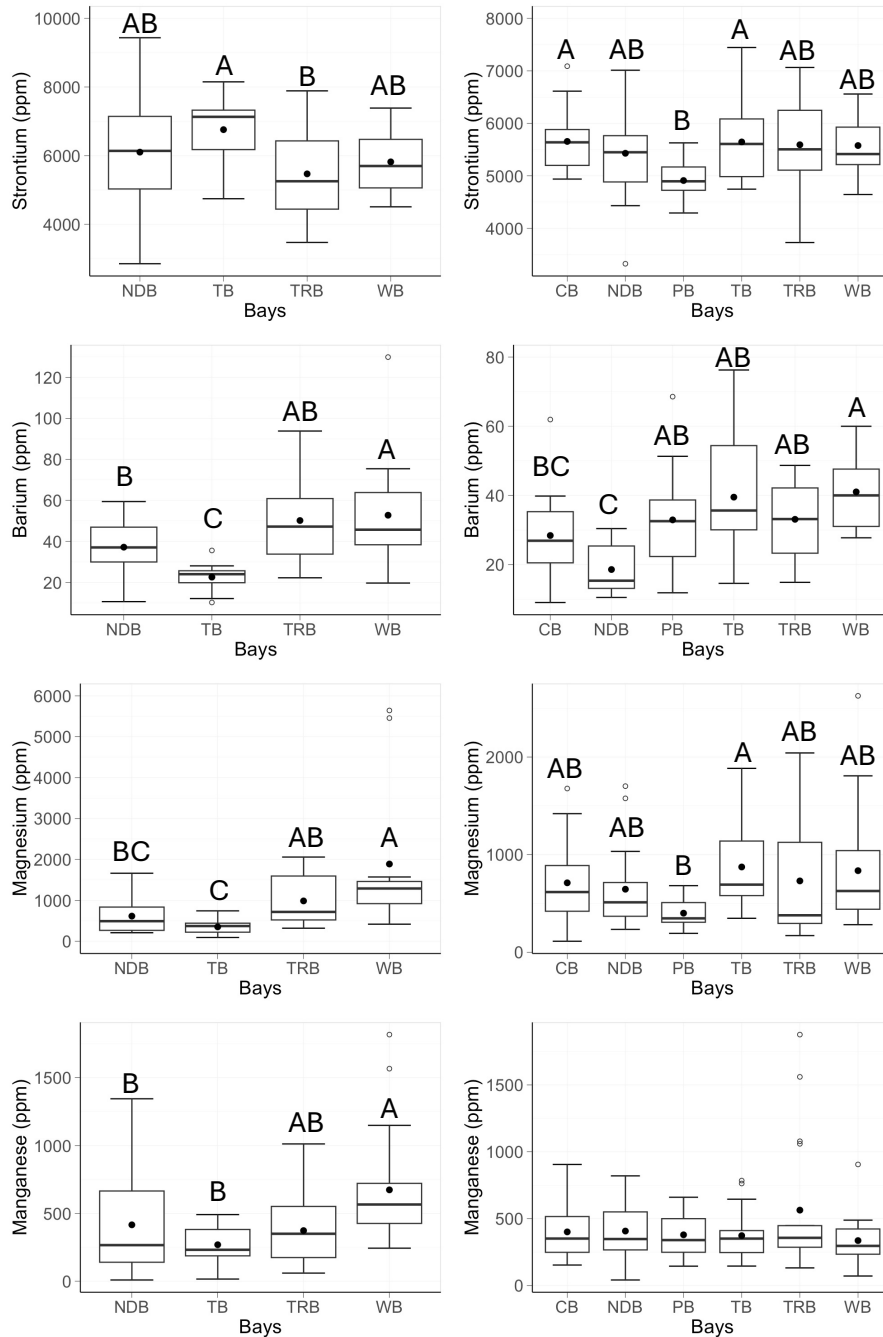 Strontium (ppm)
10000
8000
6000
4000
AB
A
B
AB
NDB TB TRB WB
Bays
Strontium (ppm)
8000
7000
6000
5000
4000
A
AB
B
A
AB
AB
CB NDB PB TB TRB WB
Bays
Barium (ppm)
120
100
80
60
40
20
B
C
AB
A
NDB TB TRB WB
Bays
Barium (ppm)
80
60
40
20
BC
C
AB
AB
AB
A
CB NDB PB TB TRB WB
Bays
Magnesium (ppm)
6000
5000
4000
3000
2000
1000
0
BC
C
AB
A
NDB TB TRB WB
Bays
Magnesium (ppm)
2000
1000
0
AB
AB
B
A
AB
AB
CB NDB PB TB TRB WB
Bays
Manganese (ppm)
1500
1000
500
0
B
B
AB
A
NDB TB TRB WB
Bays
Manganese (ppm)
1500
1000
500
0
CB NDB PB TB TRB WB
Bays